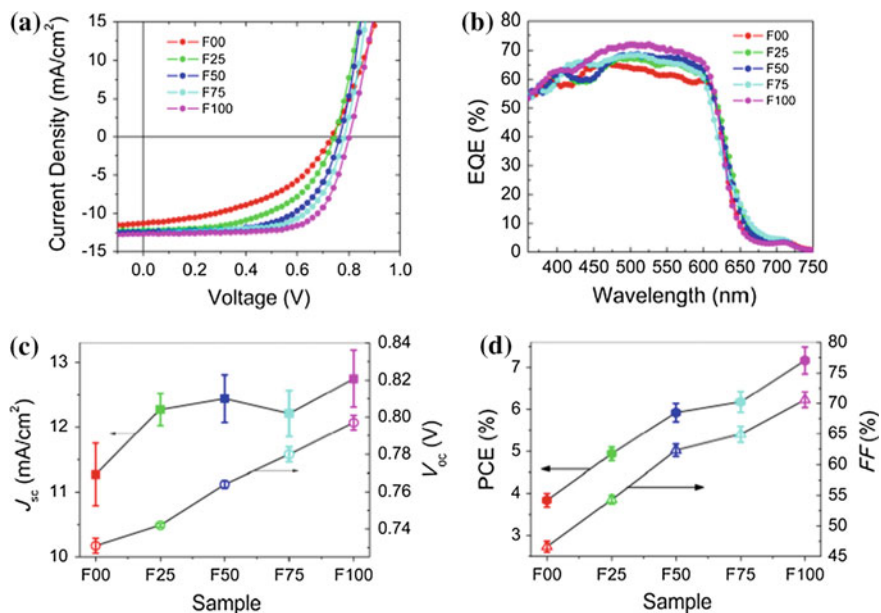 (a)
Current Density (mA/cm²)
15
10
5
0
-5
-10
-15
F00
F25
F50
F75
F100
0.0 0.2 0.4 0.6 0.8 1.0
Voltage (V)
(b)
EQE (%)
80
70
60
50
40
30
20
10
0
F00
F25
F50
F75
F100
400 450 500 550 600 650 700 750
Wavelength (nm)
(c)
Jsc (mA/cm²)
13
12
11
10
0.84
0.82
0.80
0.78
0.76
0.74
Voc (V)
F00 F25 F50 F75 F100
Sample
(d)
PCE (%)
7
6
5
4
3
80
75
70
65
60
55
50
45
FF (%)
F00 F25 F50 F75 F100
Sample